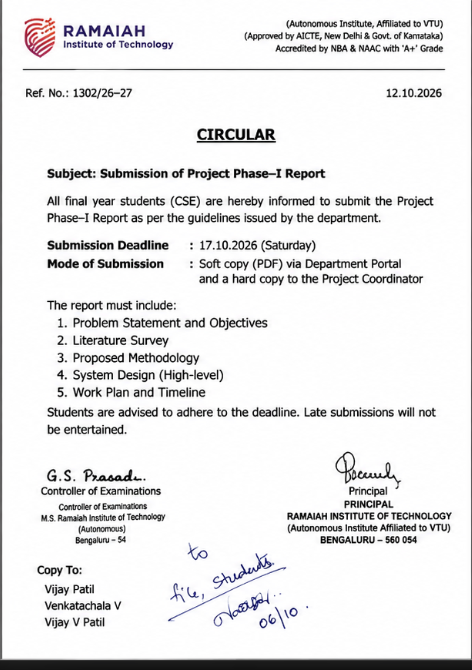 RAMAIAH
Institute of Technology
(Autonomous Institute, Affiliated to VTU)
(Approved by AICTE, New Delhi & Govt. of Karnataka)
Accredited by NBA & NAAC with 'A+' Grade
Ref. No.: 1302/26–27
12.10.2026
CIRCULAR
Subject: Submission of Project Phase–I Report
All final year students (CSE) are hereby informed to submit the Project
Phase–I Report as per the guidelines issued by the department.
Submission Deadline : 17.10.2026 (Saturday)
Mode of Submission : Soft copy (PDF) via Department Portal
and a hard copy to the Project Coordinator
The report must include:
1. Problem Statement and Objectives
2. Literature Survey
3. Proposed Methodology
4. System Design (High-level)
5. Work Plan and Timeline
Students are advised to adhere to the deadline. Late submissions will not
be entertained.
G.S. Prasad
Controller of Examinations
Controller of Examinations
M.S. Ramaiah Institute of Technology
(Autonomous)
Bengaluru – 54
Principal
PRINCIPAL
RAMAIAH INSTITUTE OF TECHNOLOGY
(Autonomous Institute Affiliated to VTU)
BENGALURU – 560 054
to
file, Students
06/10.
Copy To:
Vijay Patil
Venkatachala V
Vijay V Patil